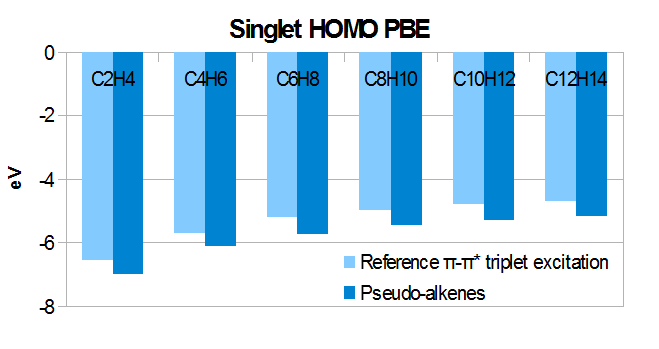 Singlet HOMO PBE
0
C2H4 C4H6 C6H8 C8H10 C10H12 C12H14
-2
-4
eV
-6
Reference π-π* triplet excitation
Pseudo-alkenes
-8